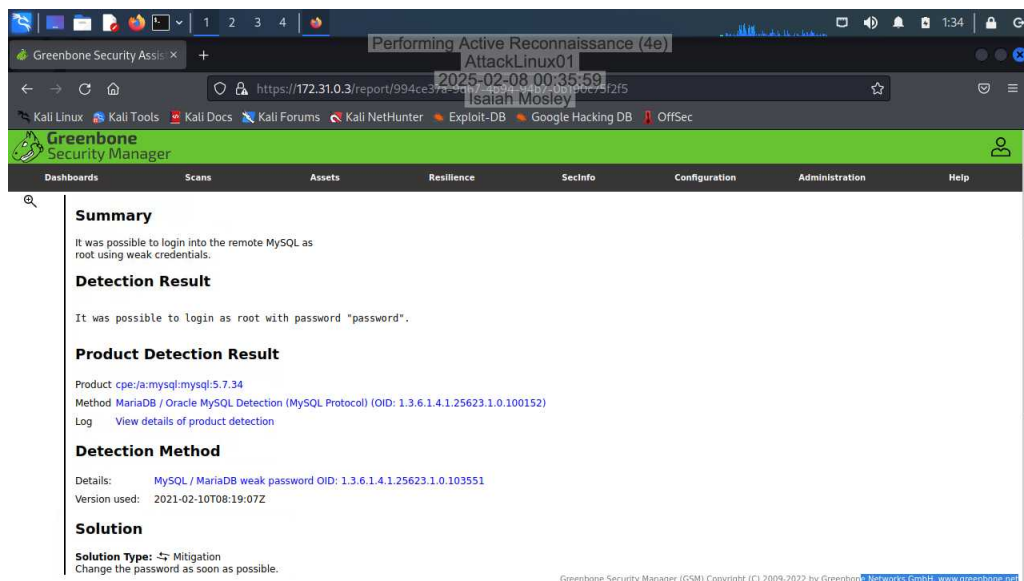 1 2 3 4
1:34
Performing Active Reconnaissance (4e)
AttackLinux01
2025-02-08 00:35:59
Isaiah Mosley
Greenbone Security Assis
https://172.31.0.3/report/
Kali Linux Kali Tools Kali Docs Kali Forums Kali NetHunter Exploit-DB Google Hacking DB OffSec
Greenbone
Security Manager
Dashboards Scans Assets Resilience SecInfo Configuration Administration Help
Summary
It was possible to login into the remote MySQL as
root using weak credentials.
Detection Result
It was possible to login as root with password "password".
Product Detection Result
Product cpe:/a:mysql:mysql:5.7.34
Method MariaDB / Oracle MySQL Detection (MySQL Protocol) (OID: 1.3.6.1.4.1.25623.1.0.100152)
Log View details of product detection
Detection Method
Details: MySQL / MariaDB weak password OID: 1.3.6.1.4.1.25623.1.0.103551
Version used: 2021-02-10T08:19:07Z
Solution
Solution Type: Mitigation
Change the password as soon as possible.
Greenbone Security Manager (GSM) Copyright (C) 2009-2022 by Greenbone Networks GmbH, www.greenbone.net